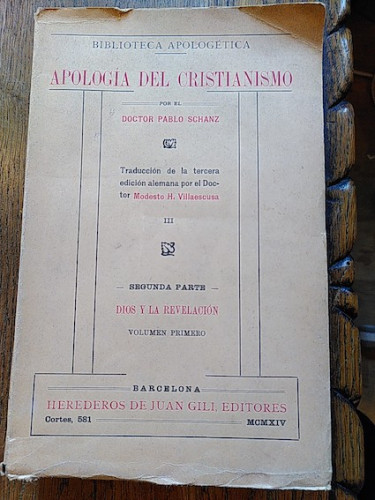 BIBLIOTECA APOLOGÉTICA
APOLOGÍA DEL CRISTIANISMO
POR EL
DOCTOR PABLO SCHANZ
Traducción de la tercera
edición alemana por el Doc-
tor Modesto H. Villaescusa
III
SEGUNDA PARTE
DIOS Y LA REVELACIÓN
VOLUMEN PRIMERO
BARCELONA
HEREDEROS DE JUAN GILI, EDITORES
Cortes, 581 MCMXIV